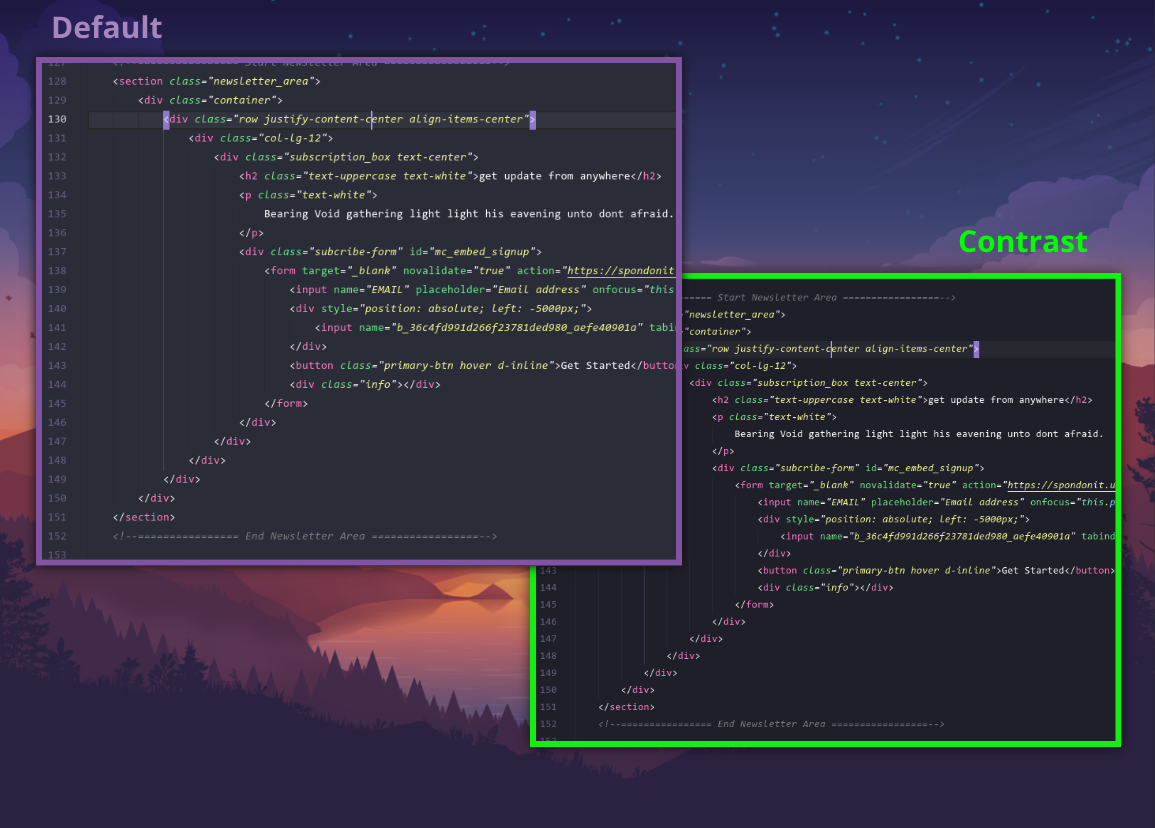 Default
127 <!--================ Start Newsletter Area =================-->
128 <section class="newsletter_area">
129 <div class="container">
130 <div class="row justify-content-center align-items-center">
131 <div class="col-lg-12">
132 <div class="subscription_box text-center">
133 <h2 class="text-uppercase text-white">get update from anywhere</h2>
134 <p class="text-white">
135 Bearing Void gathering light light his eavening unto dont afraid.
136 </p>
137 <div class="subcribe-form" id="mc_embed_signup">
138 <form target="_blank" novalidate="true" action="https://spondonit
139 <input name="EMAIL" placeholder="Email address" onfocus="this
140 <div style="position: absolute; left: -5000px;">
141 <input name="b_36c4fd991d266f23781ded980_aefe40901a" tabin
142 </div>
143 <button class="primary-btn hover d-inline">Get Started</button
144 <div class="info"></div>
145 </form>
146 </div>
147 </div>
148 </div>
149 </div>
150 </div>
151 </section>
152 <!--================ End Newsletter Area =================-->
153
Contrast
===== Start Newsletter Area =================-->
="newsletter_area">
="container">
ass="row justify-content-center align-items-center">
v class="col-lg-12">
<div class="subscription_box text-center">
<h2 class="text-uppercase text-white">get update from anywhere</h2>
<p class="text-white">
Bearing Void gathering light light his eavening unto dont afraid.
</p>
<div class="subcribe-form" id="mc_embed_signup">
<form target="_blank" novalidate="true" action="https://spondonit.u
<input name="EMAIL" placeholder="Email address" onfocus="this.p
<div style="position: absolute; left: -5000px;">
<input name="b_36c4fd991d266f23781ded980_aefe40901a" tabind
</div>
143 <button class="primary-btn hover d-inline">Get Started</button>
144 <div class="info"></div>
145 </form>
146 </div>
147 </div>
148 </div>
149 </div>
150 </div>
151 </section>
152 <!--================ End Newsletter Area =================-->
153